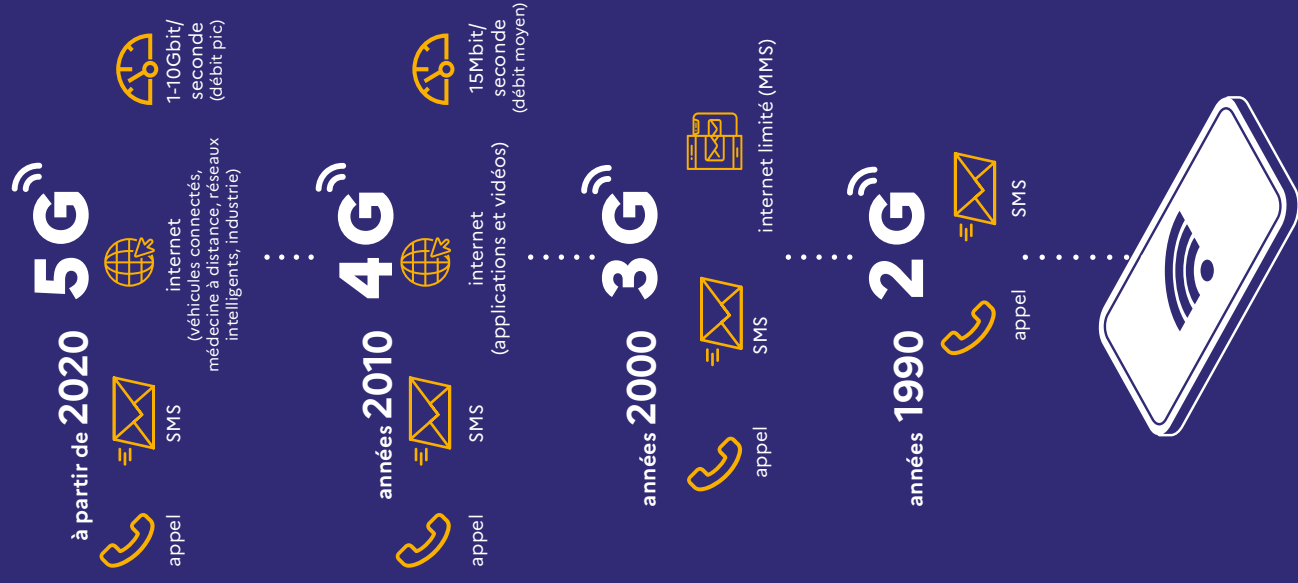 à partir de 2020 5G
appel
SMS
internet
(véhicules connectés,
médecine à distance, réseaux
intelligents, industrie)
1-10Gbit/
seconde
(débit pic)
années 2010 4G
appel
SMS
internet
(applications et vidéos)
15Mbit/
seconde
(débit moyen)
années 2000 3G
appel
SMS
internet limité (MMS)
années 1990 2G
appel
SMS